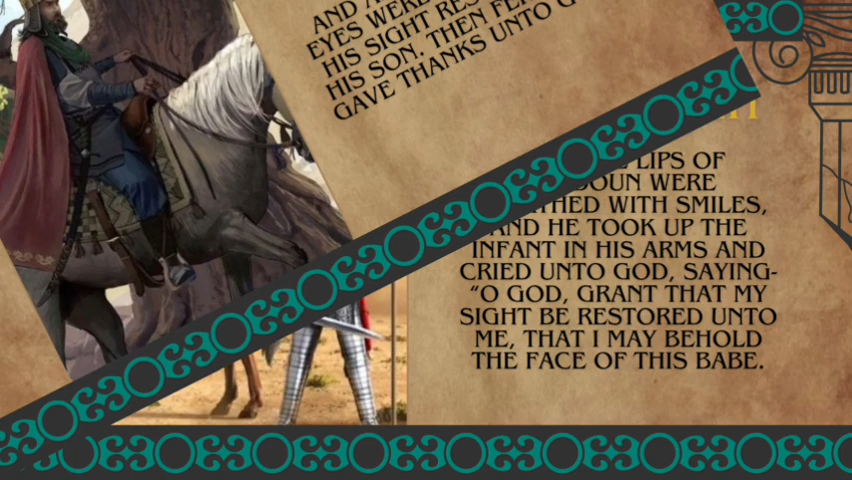 AND A
EYES WERE
HIS SIGHT RES
HIS SON. THEN FE
GAVE THANKS UNTO G
LIPS OF
OUN WERE
THED WITH SMILES,
AND HE TOOK UP THE
INFANT IN HIS ARMS AND
CRIED UNTO GOD, SAYING-
“O GOD, GRANT THAT MY
SIGHT BE RESTORED UNTO
ME, THAT I MAY BEHOLD
THE FACE OF THIS BABE.